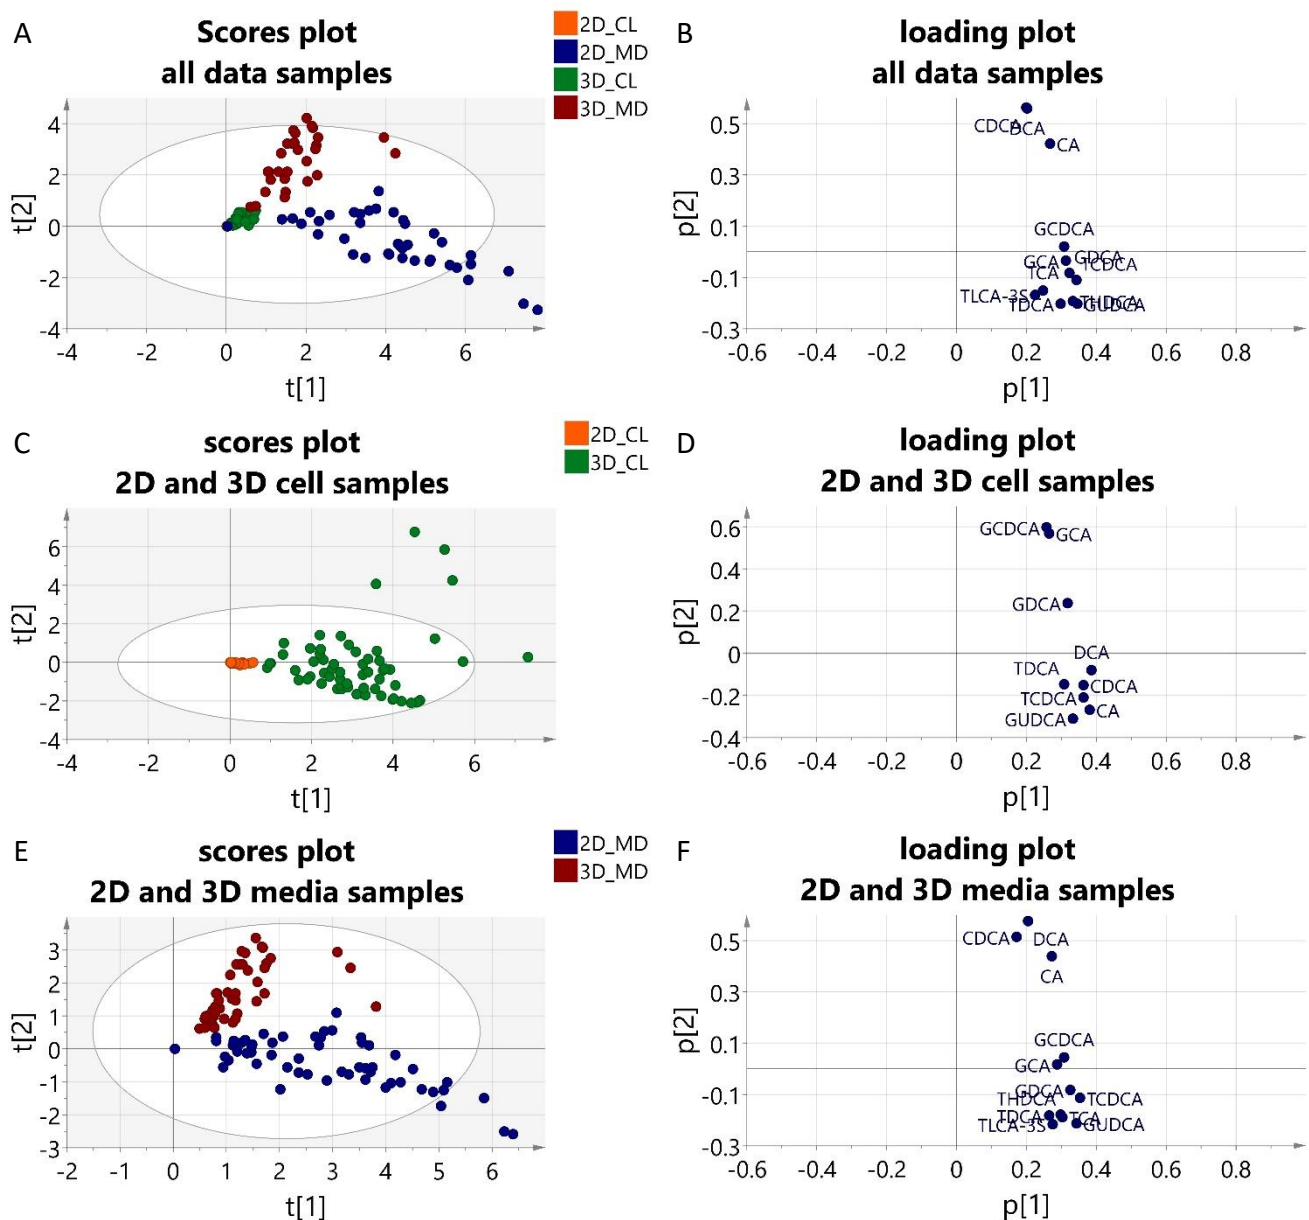 A
Scores plot
all data samples
2D_CL
2D_MD
3D_CL
3D_MD
4
2
0
-2
-4
-4
-2
0
2
4
6
t[2]
t[1]
B
loading plot
all data samples
0.5
0.3
0.1
-0.1
-0.3
-0.6
-0.4
-0.2
0
0.2
0.4
0.6
0.8
p[2]
p[1]
CDCA
DCA
CA
GCDCA
GCA
GDCA
TCA
TCDCA
TLCA-3S
THDCA
TDCA
GUDCA
C
scores plot
2D and 3D cell samples
2D_CL
3D_CL
6
4
2
0
-2
-4
-4
-2
0
2
4
6
t[2]
t[1]
D
loading plot
2D and 3D cell samples
0.6
0.4
0.2
0
-0.2
-0.4
-0.6
-0.4
-0.2
0
0.2
0.4
0.6
0.8
p[2]
p[1]
GCDCA
GCA
GDCA
DCA
TDCA
CDCA
TCDCA
CA
GUDCA
E
scores plot
2D and 3D media samples
2D_MD
3D_MD
3
2
1
0
-1
-2
-3
-2
-1
0
1
2
3
4
5
6
t[2]
t[1]
F
loading plot
2D and 3D media samples
0.5
0.3
0.1
-0.1
-0.3
-0.6
-0.4
-0.2
0
0.2
0.4
0.6
0.8
p[2]
p[1]
CDCA
DCA
CA
GCDCA
GCA
GDCA
THDCA
TCDCA
TDCA
TCA
TLCA-3S
GUDCA